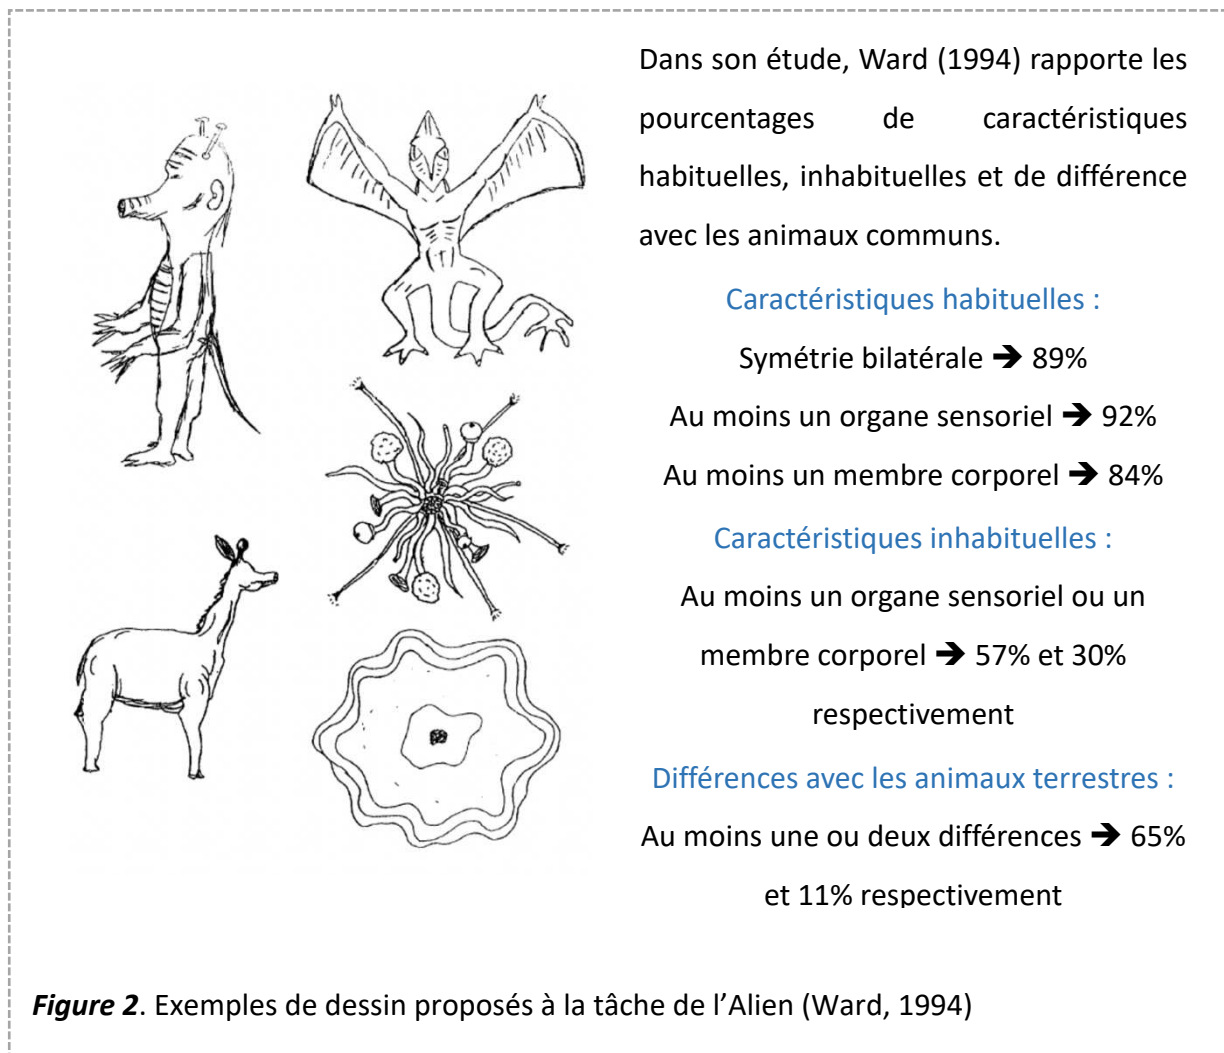 Dans son étude, Ward (1994) rapporte les
pourcentages de caractéristiques
habituelles, inhabituelles et de différence
avec les animaux communs.
Caractéristiques habituelles :
Symétrie bilatérale ➔ 89%
Au moins un organe sensoriel ➔ 92%
Au moins un membre corporel ➔ 84%
Caractéristiques inhabituelles :
Au moins un organe sensoriel ou un
membre corporel ➔ 57% et 30%
respectivement
Différences avec les animaux terrestres :
Au moins une ou deux différences ➔ 65%
et 11% respectivement
Figure 2. Exemples de dessin proposés à la tâche de l’Alien (Ward, 1994)